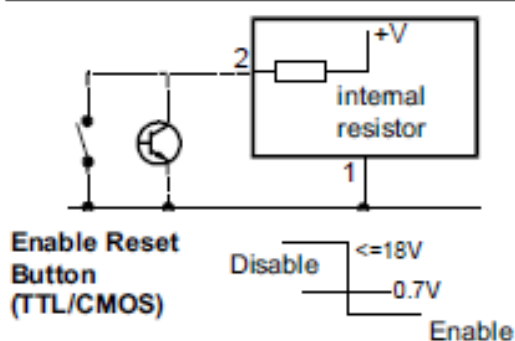 +V
2
internal
resistor
1
Enable Reset
Button
(TTL/CMOS)
Disable
<=18V
0.7V
Enable